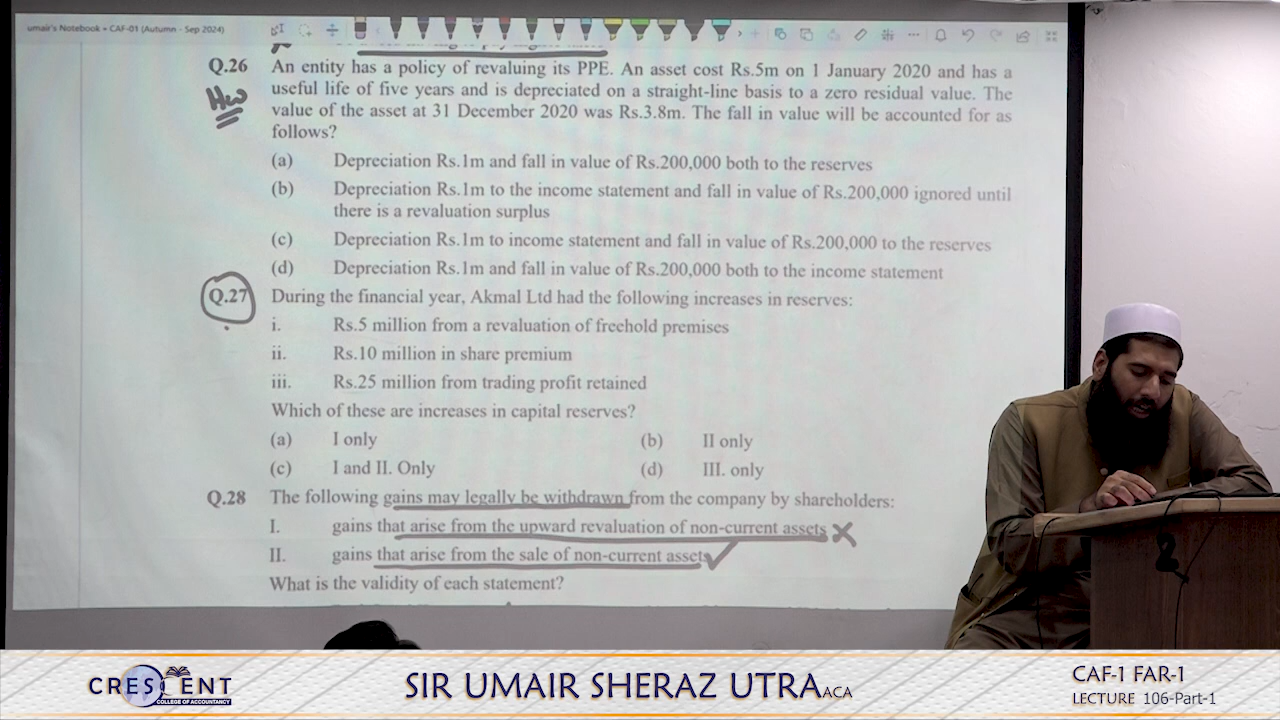 umair's Notebook • CAF-01 (Autumn - Sep 2024)
Q.26 An entity has a policy of revaluing its PPE. An asset cost Rs.5m on 1 January 2020 and has a
HW useful life of five years and is depreciated on a straight-line basis to a zero residual value. The
value of the asset at 31 December 2020 was Rs.3.8m. The fall in value will be accounted for as
follows?
(a) Depreciation Rs.1m and fall in value of Rs.200,000 both to the reserves
(b) Depreciation Rs.1m to the income statement and fall in value of Rs.200,000 ignored until
there is a revaluation surplus
(c) Depreciation Rs.1m to income statement and fall in value of Rs.200,000 to the reserves
(d) Depreciation Rs.1m and fall in value of Rs.200,000 both to the income statement
Q.27 During the financial year, Akmal Ltd had the following increases in reserves:
i. Rs.5 million from a revaluation of freehold premises
ii. Rs.10 million in share premium
iii. Rs.25 million from trading profit retained
Which of these are increases in capital reserves?
(a) I only (b) II only
(c) I and II. Only (d) III. only
Q.28 The following gains may legally be withdrawn from the company by shareholders:
I. gains that arise from the upward revaluation of non-current assets
II. gains that arise from the sale of non-current assets
What is the validity of each statement?
2
CRESCENT
COLLEGE OF ACCOUNTANCY
SIR UMAIR SHERAZ UTRA ACA
CAF-1 FAR-1
LECTURE 106-Part-1